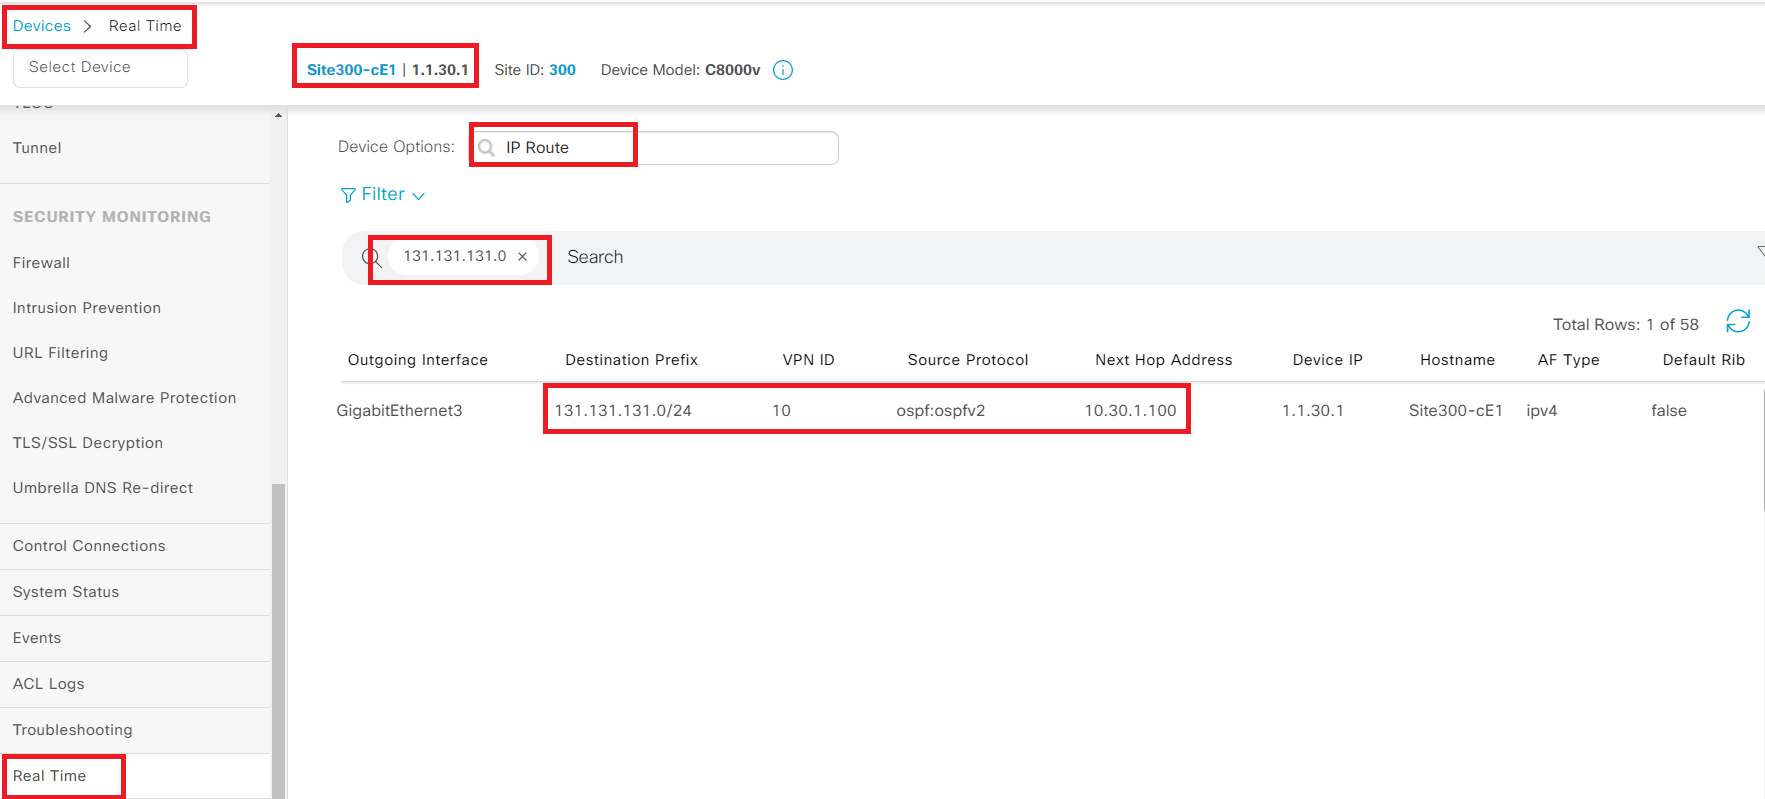 Devices > Real Time
Select Device
Site300-cE1 | 1.1.30.1 Site ID: 300 Device Model: C8000v
Tunnel
SECURITY MONITORING
Firewall
Intrusion Prevention
URL Filtering
Advanced Malware Protection
TLS/SSL Decryption
Umbrella DNS Re-direct
Control Connections
System Status
Events
ACL Logs
Troubleshooting
Real Time
Device Options: IP Route
Filter
131.131.131.0 × Search
Total Rows: 1 of 58
Outgoing Interface Destination Prefix VPN ID Source Protocol Next Hop Address Device IP Hostname AF Type Default Rib
GigabitEthernet3 131.131.131.0/24 10 ospf:ospfv2 10.30.1.100 1.1.30.1 Site300-cE1 ipv4 false